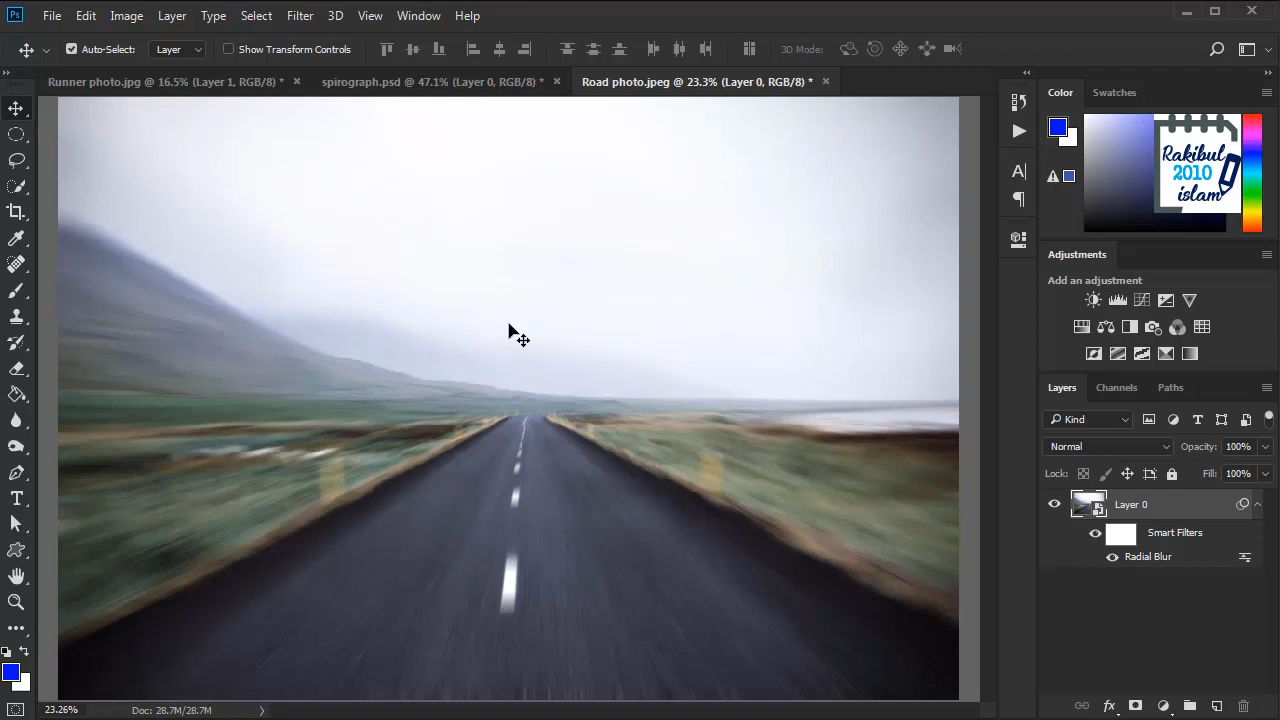 Ps File Edit Image Layer Type Select Filter 3D View Window Help
Auto-Select: Layer Show Transform Controls 3D Mode:
Runner photo.jpg @ 16.5% (Layer 1, RGB/8) * × spirograph.psd @ 47.1% (Layer 0, RGB/8) * × Road photo.jpeg @ 23.3% (Layer 0, RGB/8) * ×
Color Swatches
Rakibul
2010
islam
Adjustments
Add an adjustment
Layers Channels Paths
Kind
Normal Opacity: 100%
Lock: Fill: 100%
Layer 0
Smart Filters
Radial Blur
23.26% Doc: 28.7M/28.7M